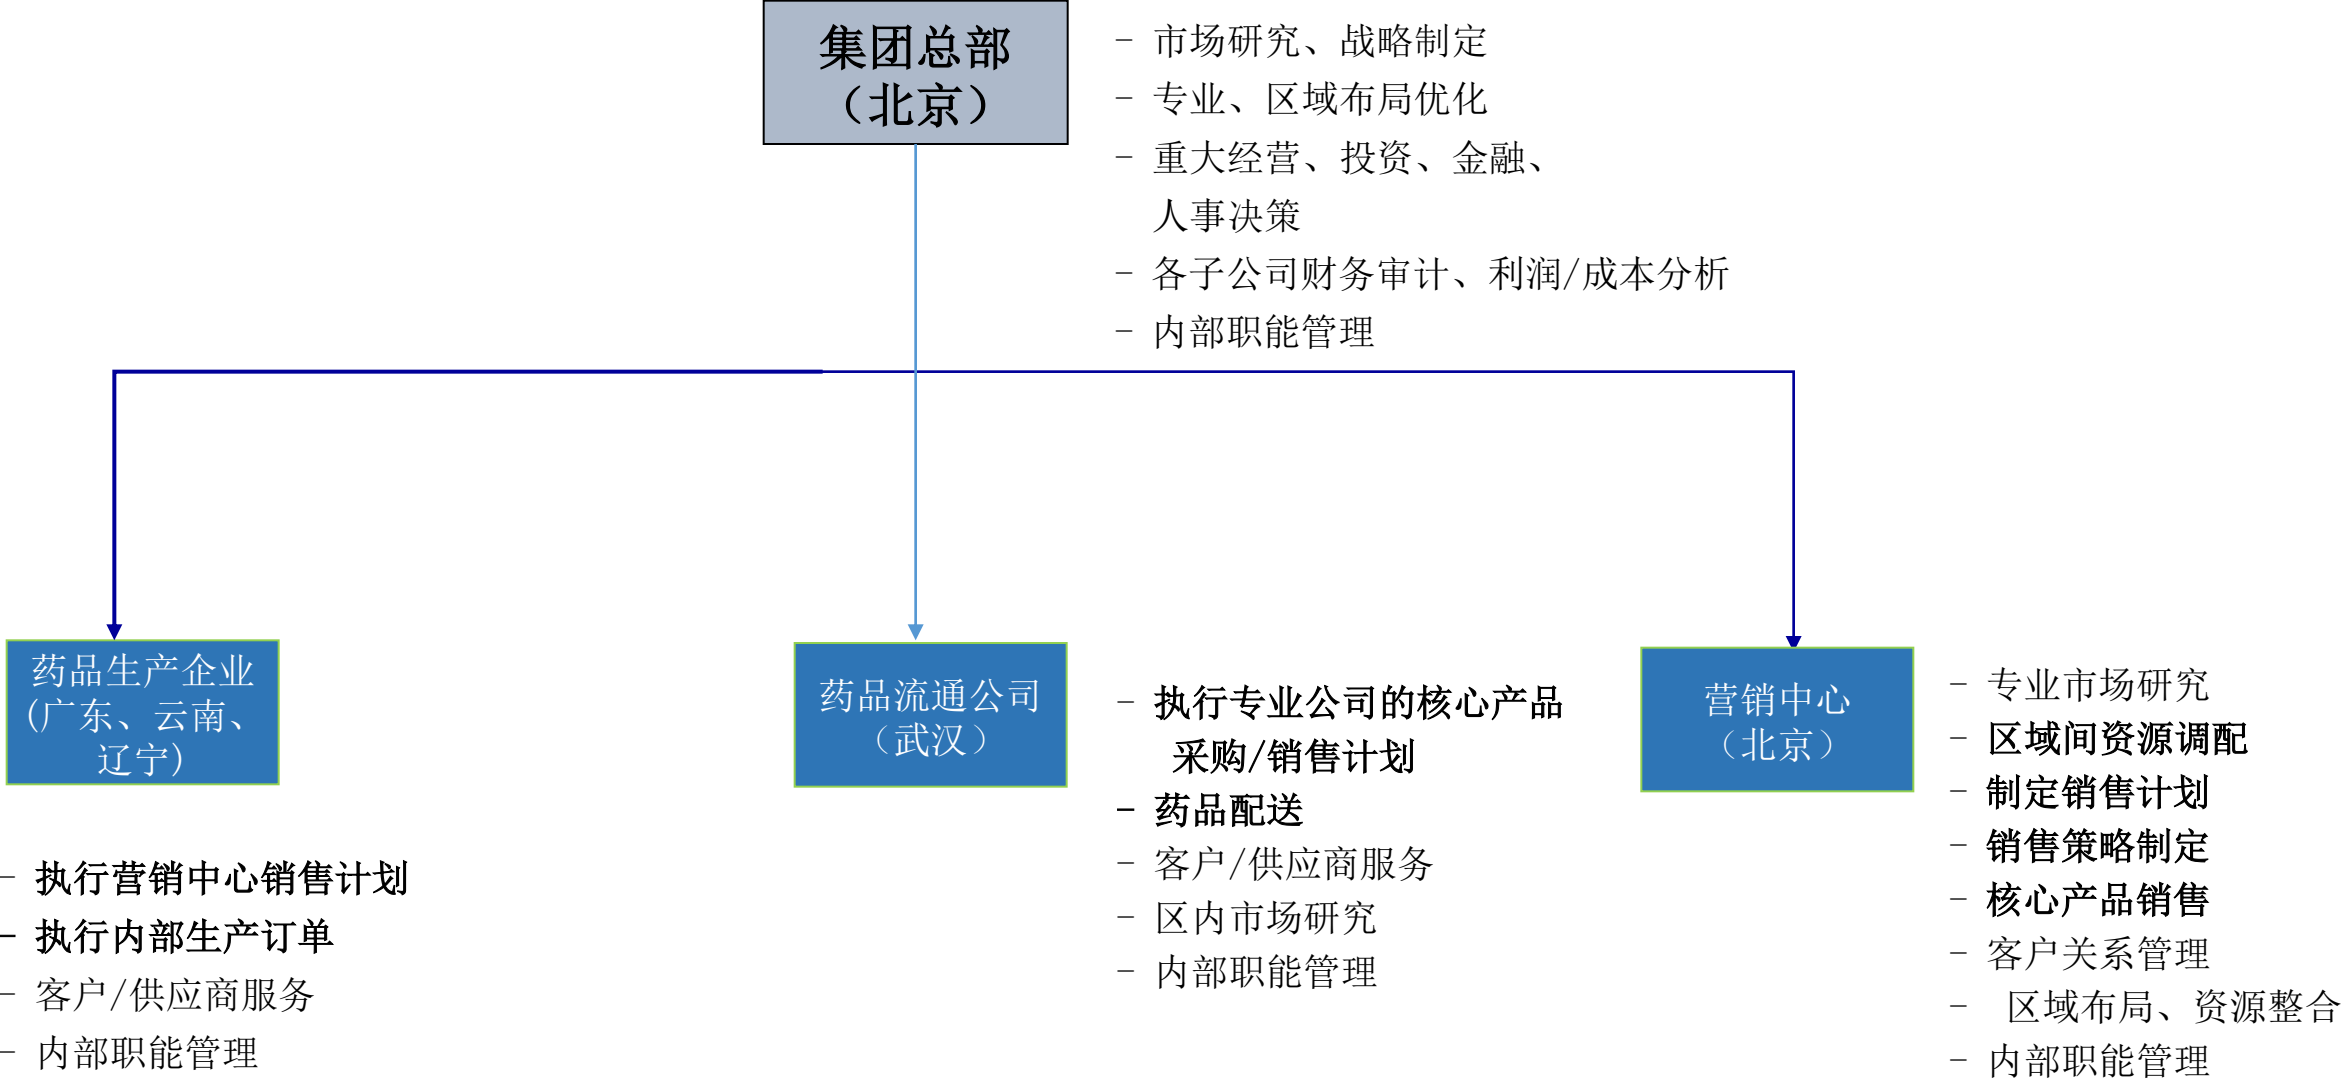 集团总部
（北京）
- 市场研究、战略制定
- 专业、区域布局优化
- 重大经营、投资、金融、
人事决策
- 各子公司财务审计、利润/成本分析
- 内部职能管理
药品生产企业
(广东、云南、
辽宁)
- 执行营销中心销售计划
- 执行内部生产订单
- 客户/供应商服务
- 内部职能管理
药品流通公司
（武汉）
- 执行专业公司的核心产品
采购/销售计划
- 药品配送
- 客户/供应商服务
- 区内市场研究
- 内部职能管理
营销中心
（北京）
- 专业市场研究
- 区域间资源调配
- 制定销售计划
- 销售策略制定
- 核心产品销售
- 客户关系管理
- 区域布局、资源整合
- 内部职能管理